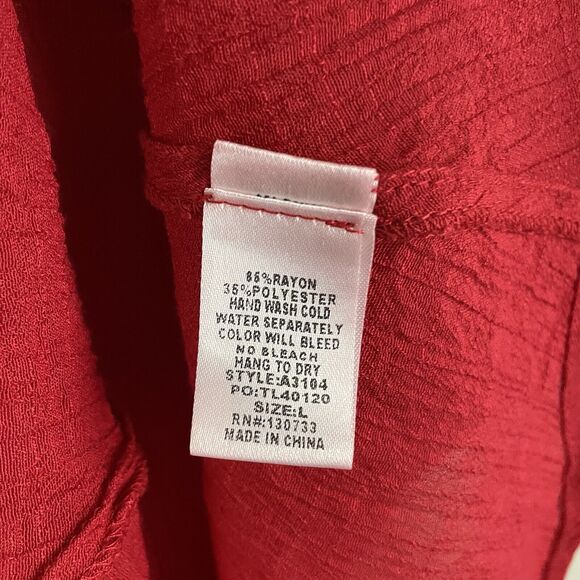 65%RAYON
35%POLYESTER
HAND WASH COLD
WATER SEPARATELY
COLOR WILL BLEED
NO BLEACH
HANG TO DRY
STYLE:A3104
PO:TL40120
SIZE:L
RN#:130733
MADE IN CHINA